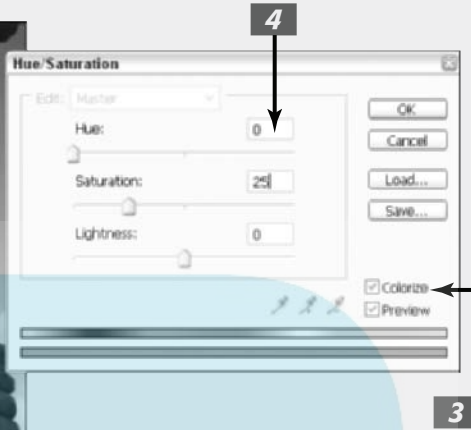 4
Hue/Saturation
Edit: Master
Hue: 0
OK
Cancel
Saturation: 25
Load...
Save...
Lightness: 0
Colorize
Preview
3